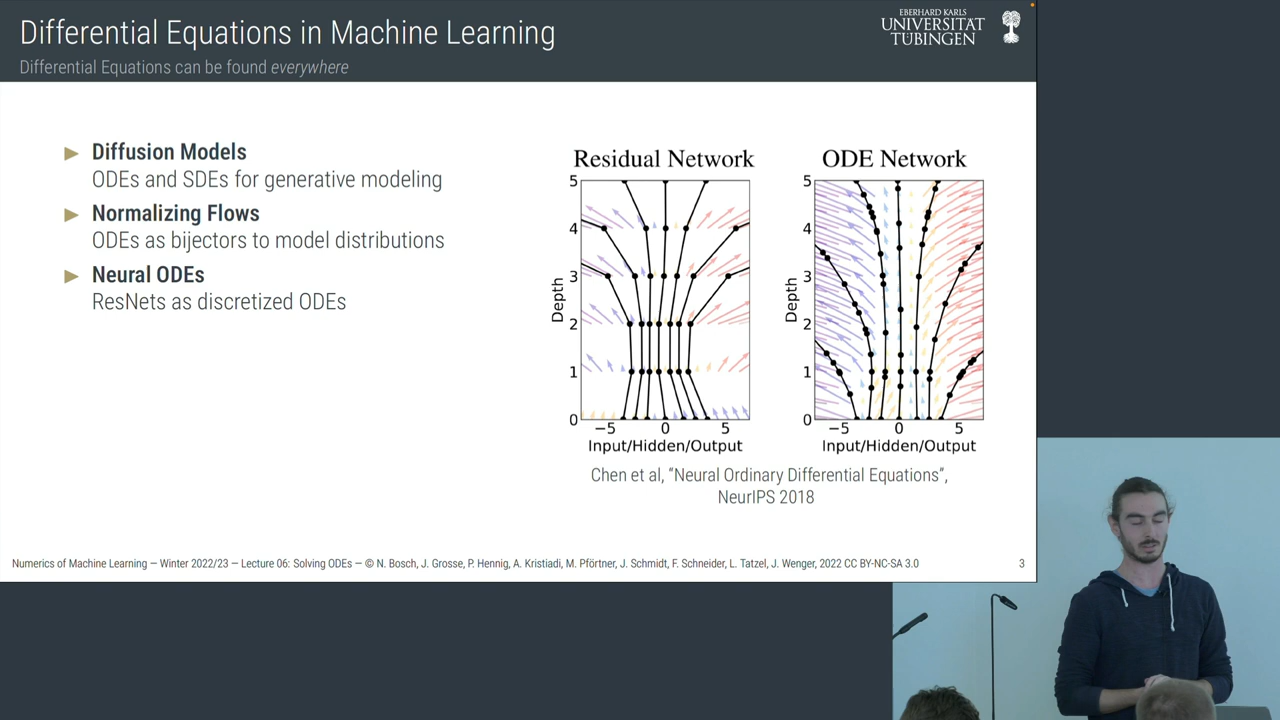 Differential Equations in Machine Learning
Differential Equations can be found everywhere
EBERHARD KARLS
UNIVERSITÄT
TÜBINGEN
▶ Diffusion Models
ODEs and SDEs for generative modeling
▶ Normalizing Flows
ODEs as bijectors to model distributions
▶ Neural ODEs
ResNets as discretized ODEs
Residual Network
5
4
3
2
1
0
Depth
−5 0 5
Input/Hidden/Output
ODE Network
5
4
3
2
1
0
Depth
−5 0 5
Input/Hidden/Output
Chen et al, “Neural Ordinary Differential Equations”,
NeurIPS 2018
Numerics of Machine Learning — Winter 2022/23 — Lecture 06: Solving ODEs — © N. Bosch, J. Grosse, P. Hennig, A. Kristiadi, M. Pförtner, J. Schmidt, F. Schneider, L. Tatzel, J. Wenger, 2022 CC BY-NC-SA 3.0
3